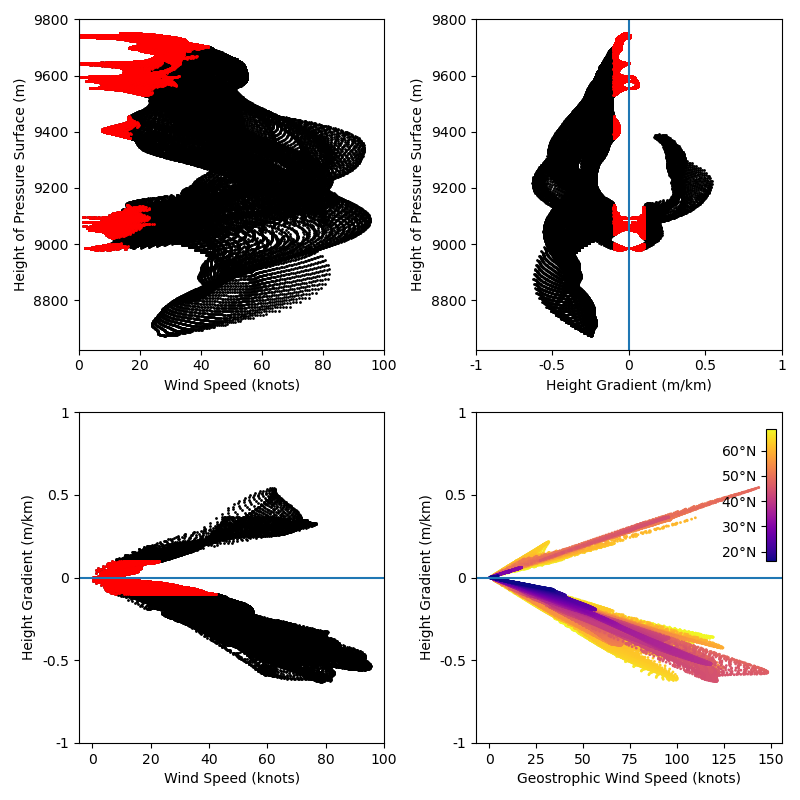 9800
9600
9400
9200
9000
8800
Height of Pressure Surface (m)
0 20 40 60 80 100
Wind Speed (knots)
9800
9600
9400
9200
9000
8800
Height of Pressure Surface (m)
-1 -0.5 0 0.5 1
Height Gradient (m/km)
1
0.5
0
-0.5
-1
Height Gradient (m/km)
0 20 40 60 80 100
Wind Speed (knots)
1
0.5
0
-0.5
-1
Height Gradient (m/km)
60°N
50°N
40°N
30°N
20°N
0 25 50 75 100 125 150
Geostrophic Wind Speed (knots)